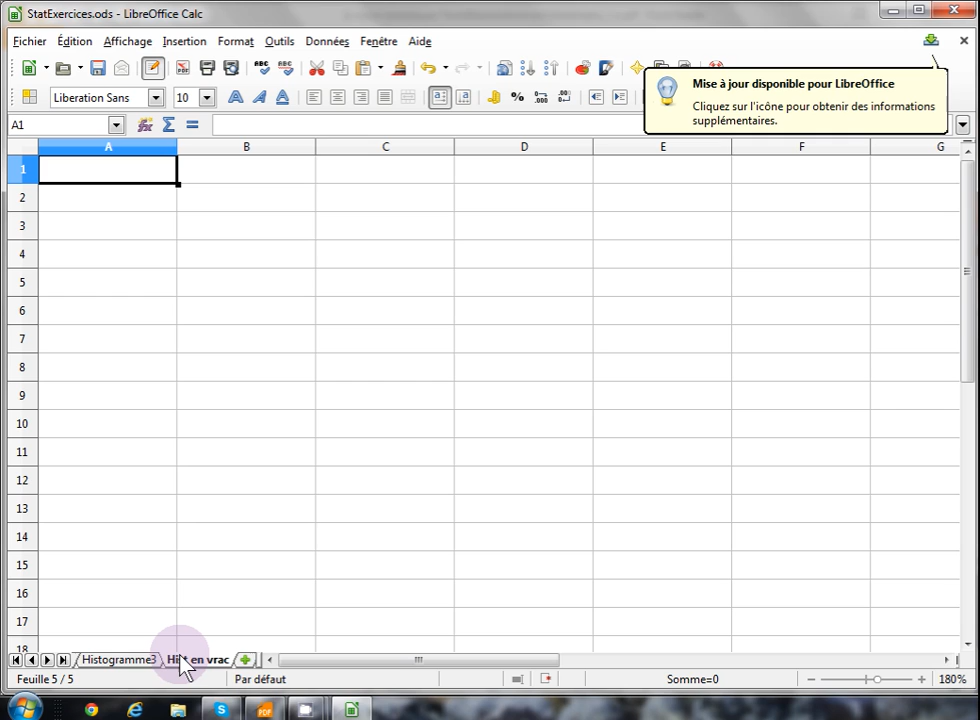 StatExercices.ods - LibreOffice Calc
Fichier Édition Affichage Insertion Format Outils Données Fenêtre Aide
Mise à jour disponible pour LibreOffice
Cliquez sur l'icône pour obtenir des informations
supplémentaires.
Liberation Sans 10
A1
A B C D E F G
1
2
3
4
5
6
7
8
9
10
11
12
13
14
15
16
17
18
Histogramme3 Hist en vrac
Feuille 5 / 5 Par défaut Somme=0 180%